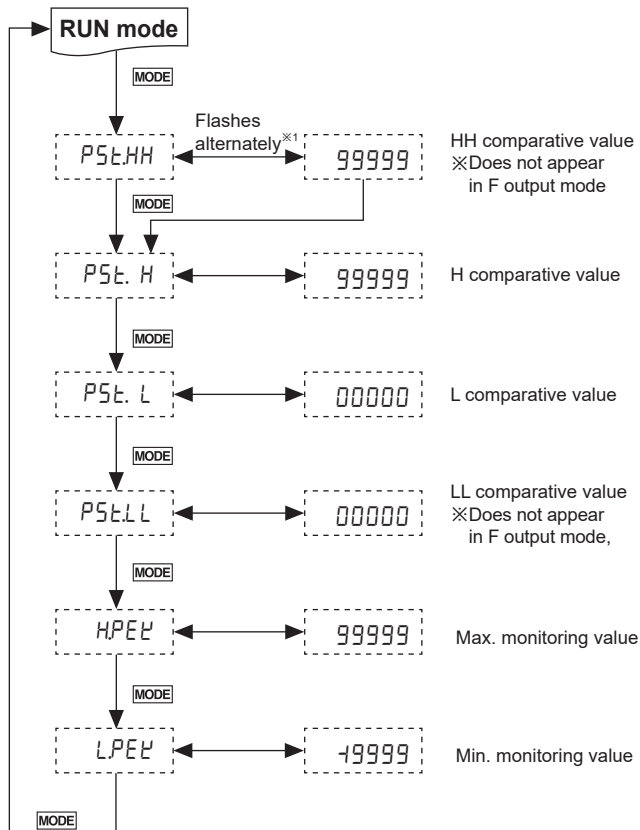 RUN mode
MODE
Flashes
alternately※1
PSt.HH
99999
HH comparative value
※Does not appear
in F output mode
MODE
PSt. H
99999
H comparative value
MODE
PSt. L
00000
L comparative value
MODE
PSt.LL
00000
LL comparative value
※Does not appear
in F output mode,
MODE
H.PEK
99999
Max. monitoring value
MODE
L.PEK
-19999
Min. monitoring value
MODE